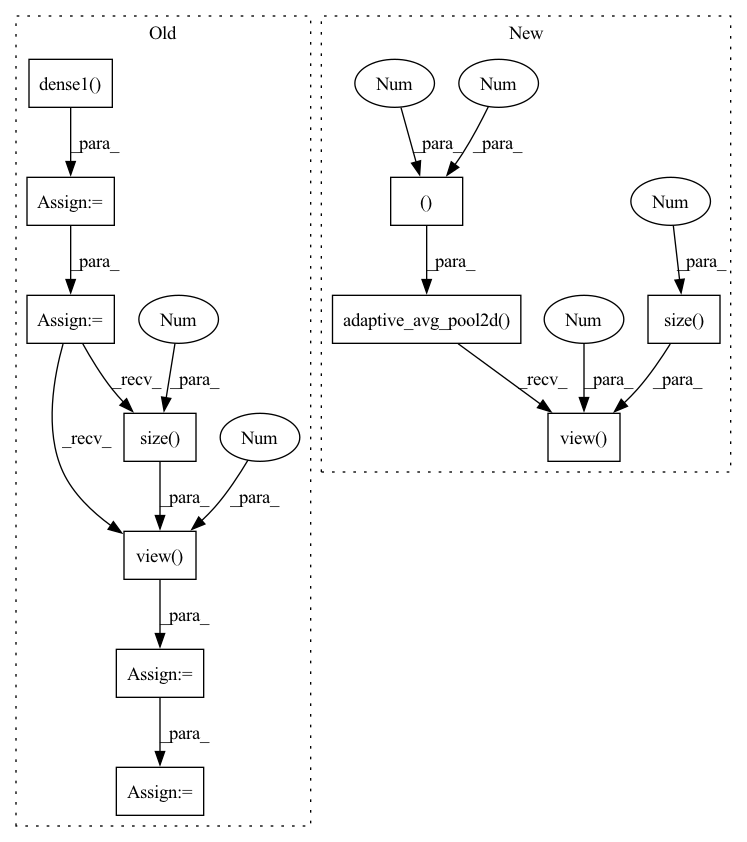 Old
New
dense1()
Num
Num
_para_
_para_
_para_
Assign:=
()
Num
_para_
_para_
_para_
Assign:=
Num
adaptive_avg_pool2d()
Num
size()
_recv_
_para_
_recv_
_para_
_para_
_recv_
size()
Num
view()
_para_
_para_
view()
_para_
Assign:=
_para_
Assign:=